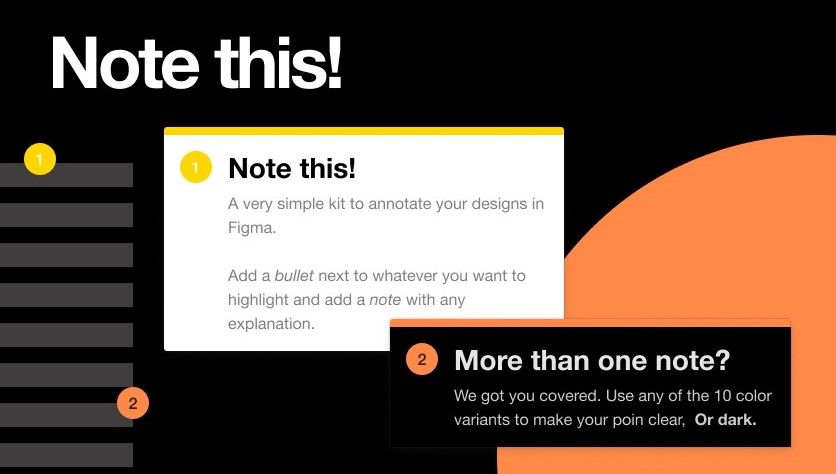 Note this!
1
1
Note this!
A very simple kit to annotate your designs in
Figma.
Add a bullet next to whatever you want to
highlight and add a note with any
explanation.
2
More than one note?
We got you covered. Use any of the 10 color
variants to make your poin clear,  Or dark.
2